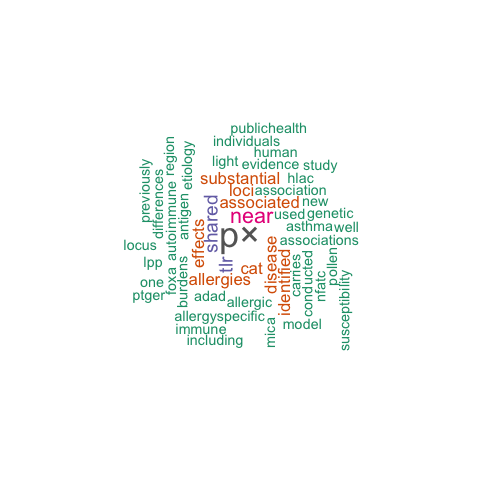 publichealth
individuals
human
light
evidence
study
substantial
hlac
loci
association
associated
new
near
used
genetic
asthma
well
p×
associations
cat
allergies
adad
allergic
allergyspecific
immune
including
model
locus
lpp
one
ptger
previously
differences
region
autoimmune
foxa
etiology
antigen
burdens
effects
shared
tlr
disease
identified
mica
carries
conducted
nfatc
pollen
susceptibility